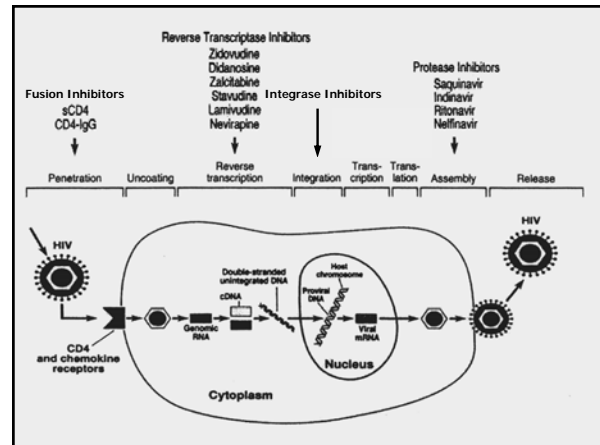 Reverse Transcriptase Inhibitors
Zidovudine
Didanosine
Zalcitabine
Stavudine
Lamivudine
Nevirapine
Fusion Inhibitors
sCD4
CD4-IgG
Integrase Inhibitors
Protease Inhibitors
Saquinavir
Indinavir
Ritonavir
Nelfinavir
Penetration
Uncoating
Reverse
transcription
Integration
Trans-
cription
Trans-
lation
Assembly
Release
HIV
CD4
and chemokine
receptors
Genomic
RNA
cDNA
Double-stranded
unintegrated DNA
Host
chromosome
Proviral
DNA
Viral
mRNA
Nucleus
Cytoplasm
HIV